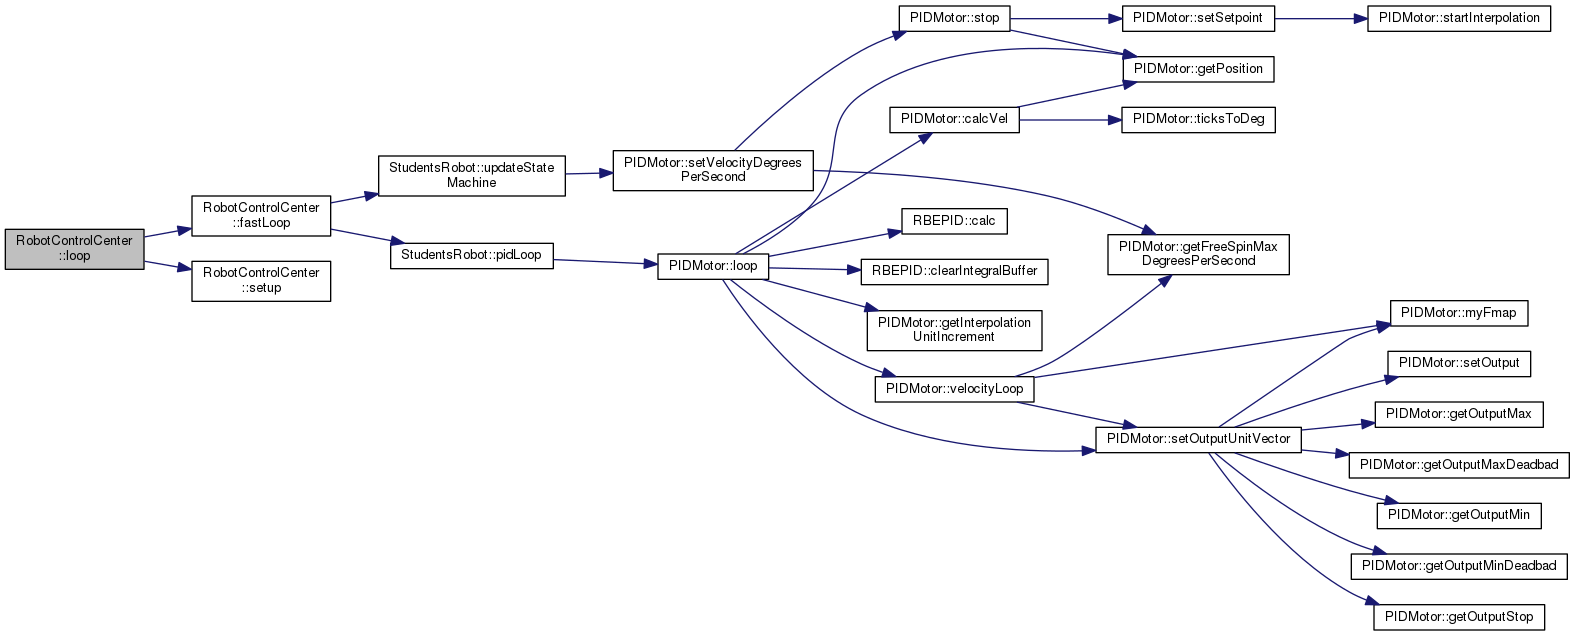 RobotControlCenter
::loop
RobotControlCenter
::fastLoop
RobotControlCenter
::setup
StudentsRobot::updateState
Machine
StudentsRobot::pidLoop
PIDMotor::setVelocityDegrees
PerSecond
PIDMotor::loop
PIDMotor::stop
PIDMotor::calcVel
RBEPID::calc
RBEPID::clearIntegralBuffer
PIDMotor::getInterpolation
UnitIncrement
PIDMotor::velocityLoop
PIDMotor::setSetpoint
PIDMotor::getPosition
PIDMotor::ticksToDeg
PIDMotor::getFreeSpinMax
DegreesPerSecond
PIDMotor::setOutputUnitVector
PIDMotor::startInterpolation
PIDMotor::myFmap
PIDMotor::setOutput
PIDMotor::getOutputMax
PIDMotor::getOutputMaxDeadbad
PIDMotor::getOutputMin
PIDMotor::getOutputMinDeadbad
PIDMotor::getOutputStop